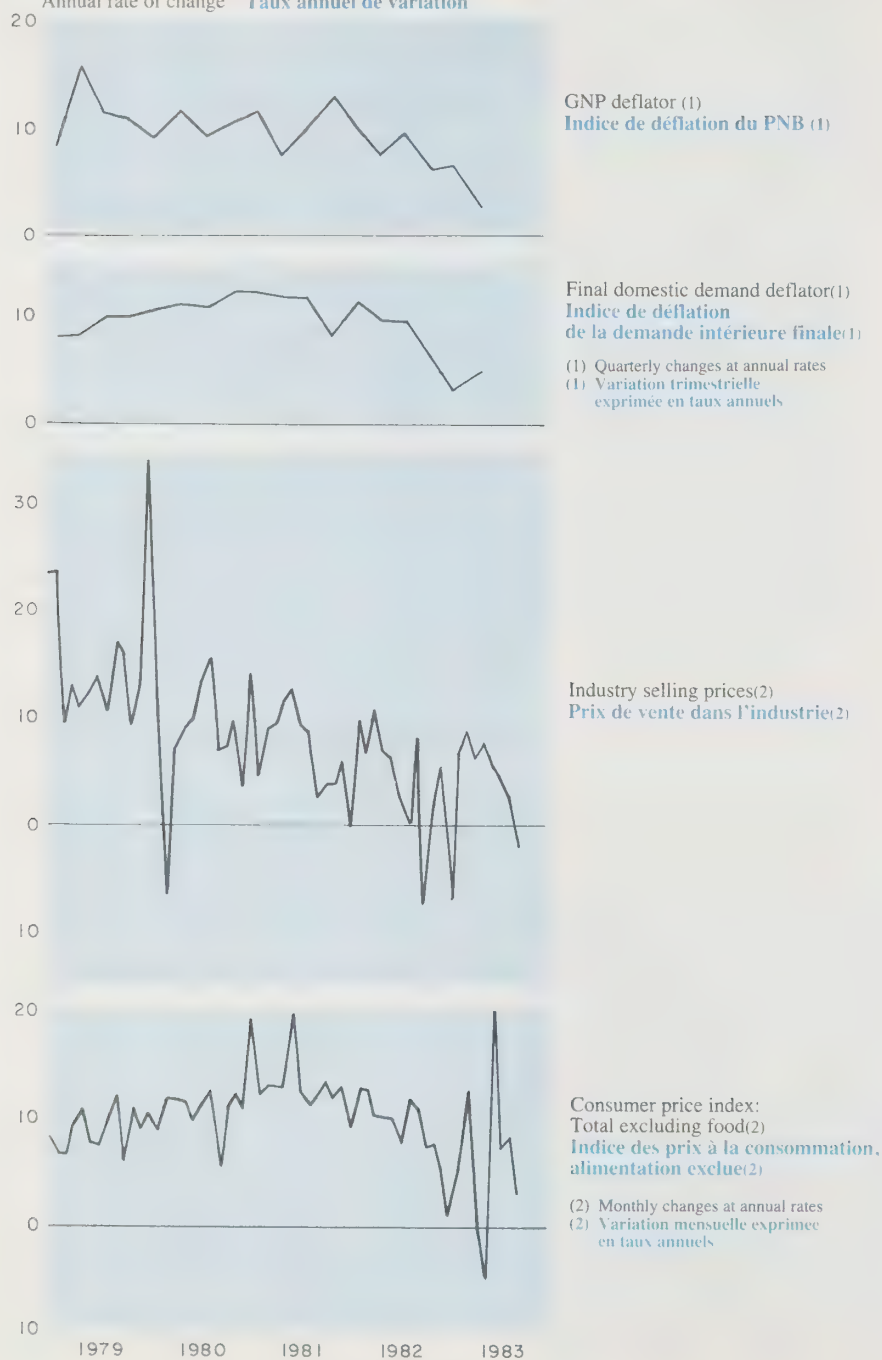 Annual rate of change Taux annuel de variation
20
10
0
GNP deflator (1)
Indice de déflation du PNB (1)
10
0
Final domestic demand deflator(1)
Indice de déflation
de la demande intérieure finale(1)
(1) Quarterly changes at annual rates
(1) Variation trimestrielle
exprimée en taux annuels
30
20
10
0
10
Industry selling prices(2)
Prix de vente dans l'industrie(2)
20
10
0
10
Consumer price index:
Total excluding food(2)
Indice des prix à la consommation,
alimentation exclue(2)
(2) Monthly changes at annual rates
(2) Variation mensuelle exprimée
en taux annuels
1979 1980 1981 1982 1983